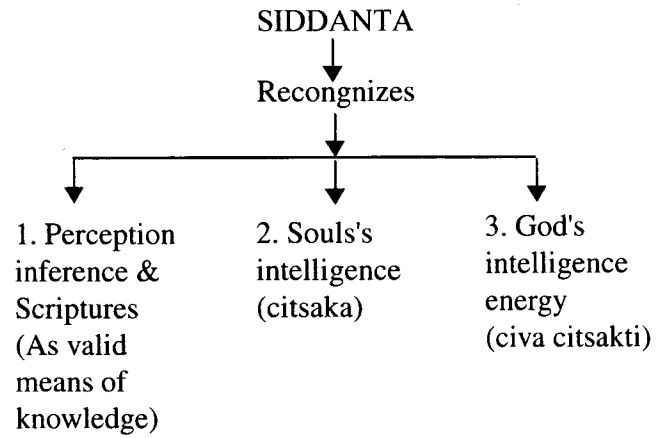 SIDDANTA
Recongnizes
1. Perception
inference &
Scriptures
(As valid
means of
knowledge)
2. Souls's
intelligence
(citsaka)
3. God's
intelligence
energy
(civa citsakti)